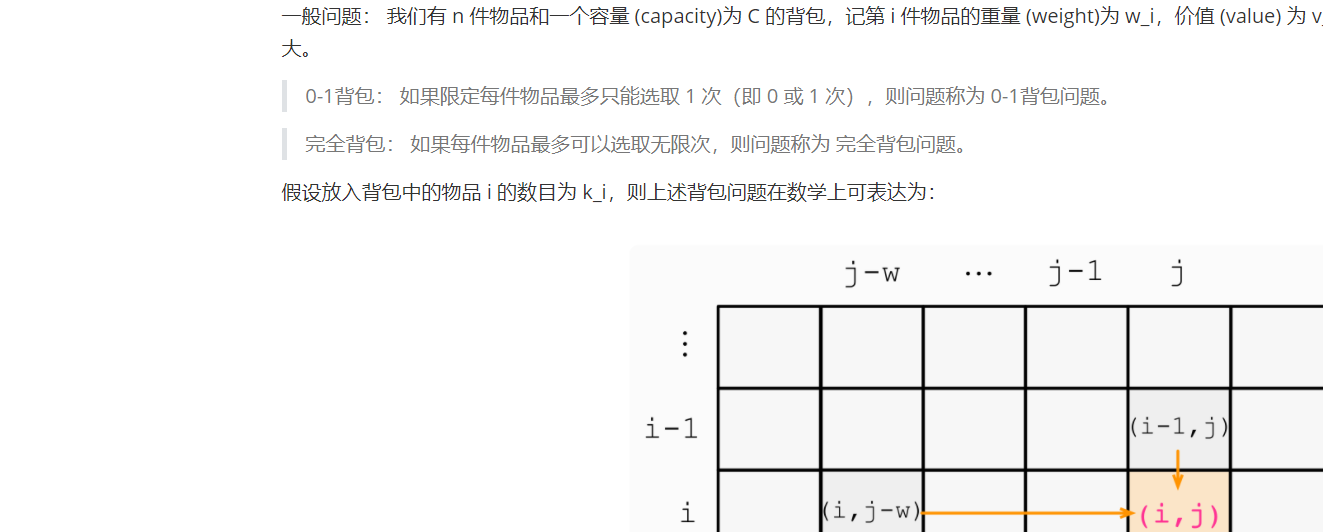 一般问题： 我们有 n 件物品和一个容量 (capacity)为 C 的背包，记第 i 件物品的重量 (weight)为 w_i，价值 (value) 为 v_
大。
0-1背包： 如果限定每件物品最多只能选取 1 次（即 0 或 1 次），则问题称为 0-1背包问题。
完全背包： 如果每件物品最多可以选取无限次，则问题称为 完全背包问题。
假设放入背包中的物品 i 的数目为 k_i，则上述背包问题在数学上可表达为：
j-w ... j-1 j
⋮
i-1 (i-1,j)
i (i,j-w) (i,j)